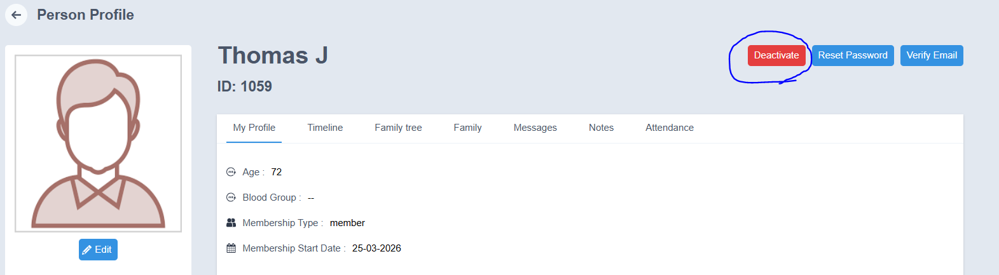 Person Profile
Thomas J
Deactivate Reset Password Verify Email
ID: 1059
My Profile Timeline Family tree Family Messages Notes Attendance
Age : 72
Blood Group : --
Membership Type : member
Membership Start Date : 25-03-2026
Edit